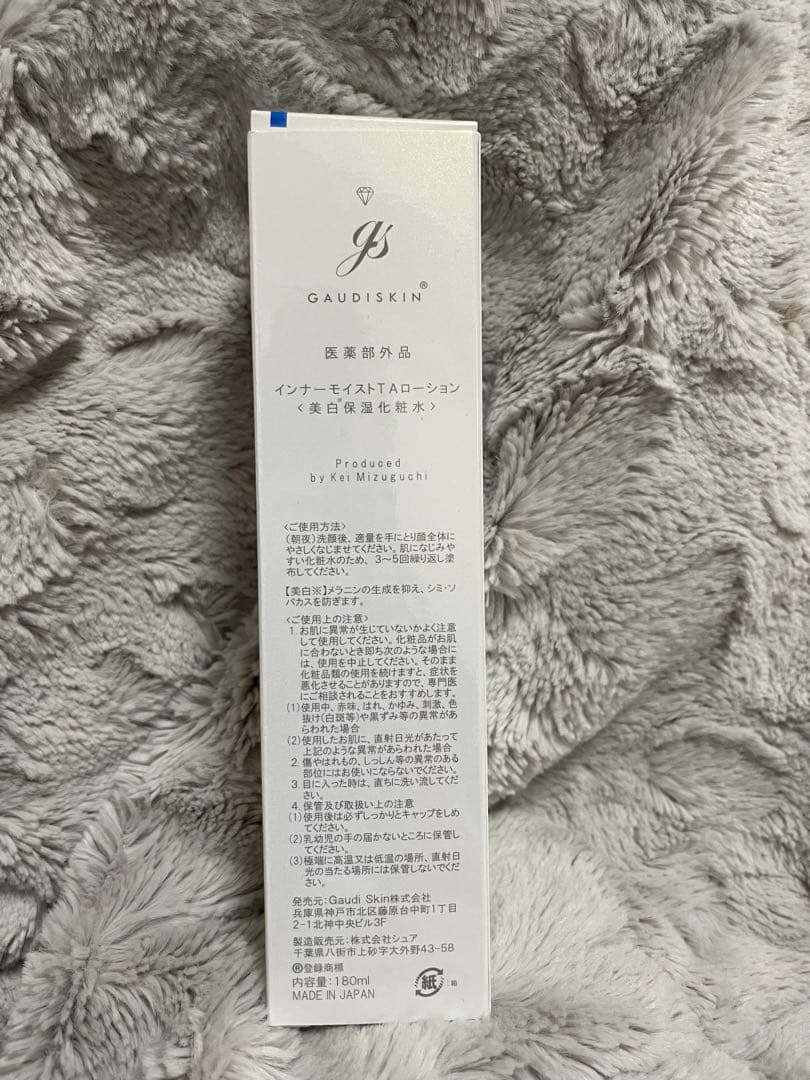 gs
GAUDISKIN®
医薬部外品
インナーモイストTAローション
〈美白※保湿化粧水〉
Produced
by Kei Mizuguchi
<ご使用方法>
(朝夜)洗顔後、適量を手にとり顔全体に
やさしくなじませてください。肌になじみや
すい化粧水のため、3〜5回繰り返し塗
布してください。
【美白※】メラニンの生成を抑え、シミ・ソ
バカスを防ぎます。
<ご使用上の注意>
1. お肌に異常が生じていないかよく注意
して使用してください。化粧品がお肌
に合わないとき即ち次のような場合に
は、使用を中止してください。そのまま
化粧品類の使用を続けますと、症状を
悪化させることがありますので、専門医
にご相談されることをおすすめします。
(1)使用中、赤味、はれ、かゆみ、刺激、色
抜け(白斑等)や黒ずみ等の異常があ
らわれた場合
(2)使用したお肌に、直射日光があたって
上記のような異常があらわれた場合
2. 傷やはれもの、しっしん等の異常のある
部位にはお使いにならないでください。
3. 目に入った時は、直ちに洗い流してくだ
さい。
4. 保管及び取扱い上の注意
(1)使用後は必ずしっかりとキャップをしめ
てください。
(2)乳幼児の手の届かないところに保管し
てください。
(3)極端に高温又は低温の場所、直射日
光の当たる場所には保管しないでくだ
さい。
発売元:Gaudi Skin株式会社
兵庫県神戸市北区藤原台中町1丁目
2-1北神中央ビル3F
製造販売元:株式会社シュア
千葉県八街市上砂字大外野43-58
®登録商標
内容量:180ml
MADE IN JAPAN
紙
:箱